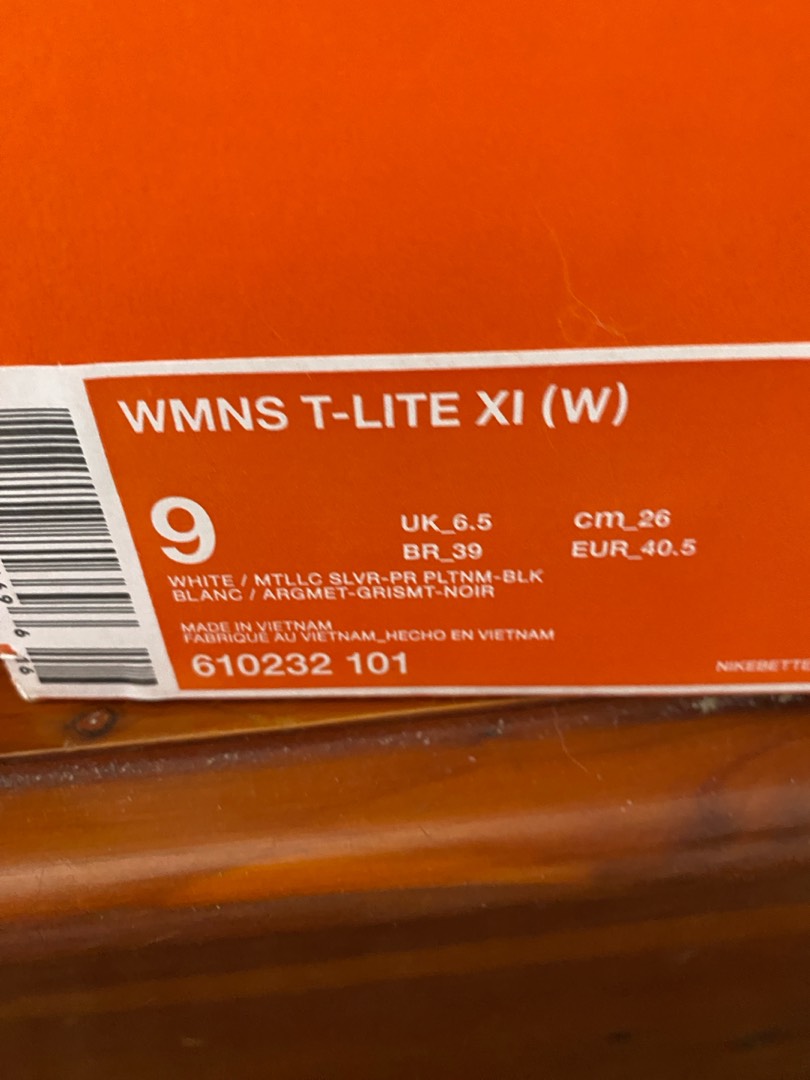 WMNS T-LITE XI (W)
9
UK_6.5 cm_26
BR_39 EUR_40.5
WHITE / MTLLC SLVR-PR PLTNM-BLK
BLANC / ARGMET-GRISMT-NOIR
MADE IN VIETNAM
FABRIQUÉ AU VIETNAM_HECHO EN VIETNAM
610232 101